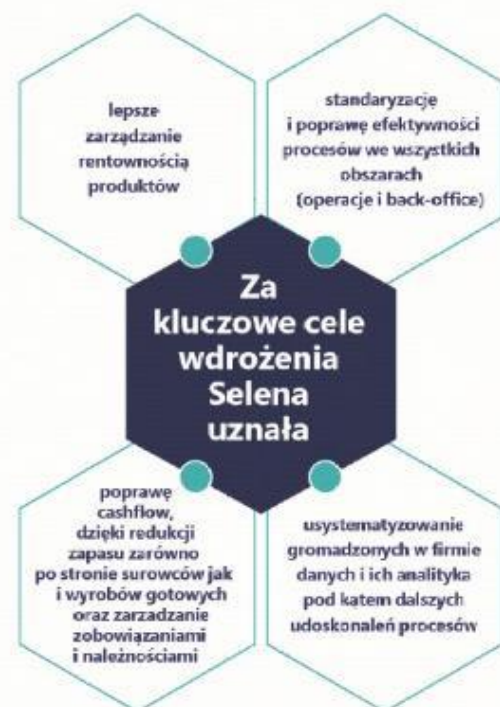 lepsze
zarządzanie
rentownością
produktów
standaryzację
i poprawę efektywności
procesów we wszystkich
obszarach
(operacje i back-office)
Za
kluczowe cele
wdrożenia
Selena
uznała
poprawę
cashflow,
dzięki redukcji
zapasu zarówno
po stronie surowców jak
i wyrobów gotowych
oraz zarzadzanie
zobowiązaniami
i należnościami
usystematyzowanie
gromadzonych w firmie
danych i ich analityka
pod kątem dalszych
udoskonaleń procesów